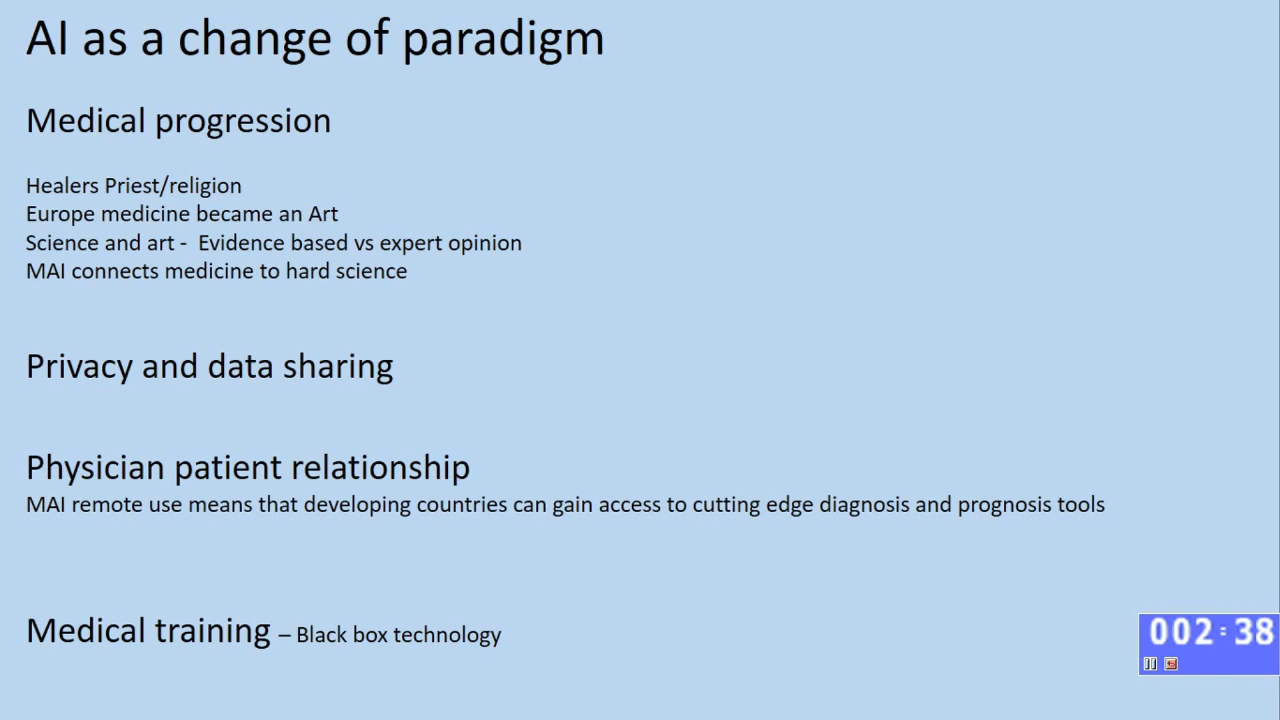 AI as a change of paradigm
Medical progression
Healers Priest/religion
Europe medicine became an Art
Science and art -  Evidence based vs expert opinion
MAI connects medicine to hard science
Privacy and data sharing
Physician patient relationship
MAI remote use means that developing countries can gain access to cutting edge diagnosis and prognosis tools
Medical training – Black box technology
002:38